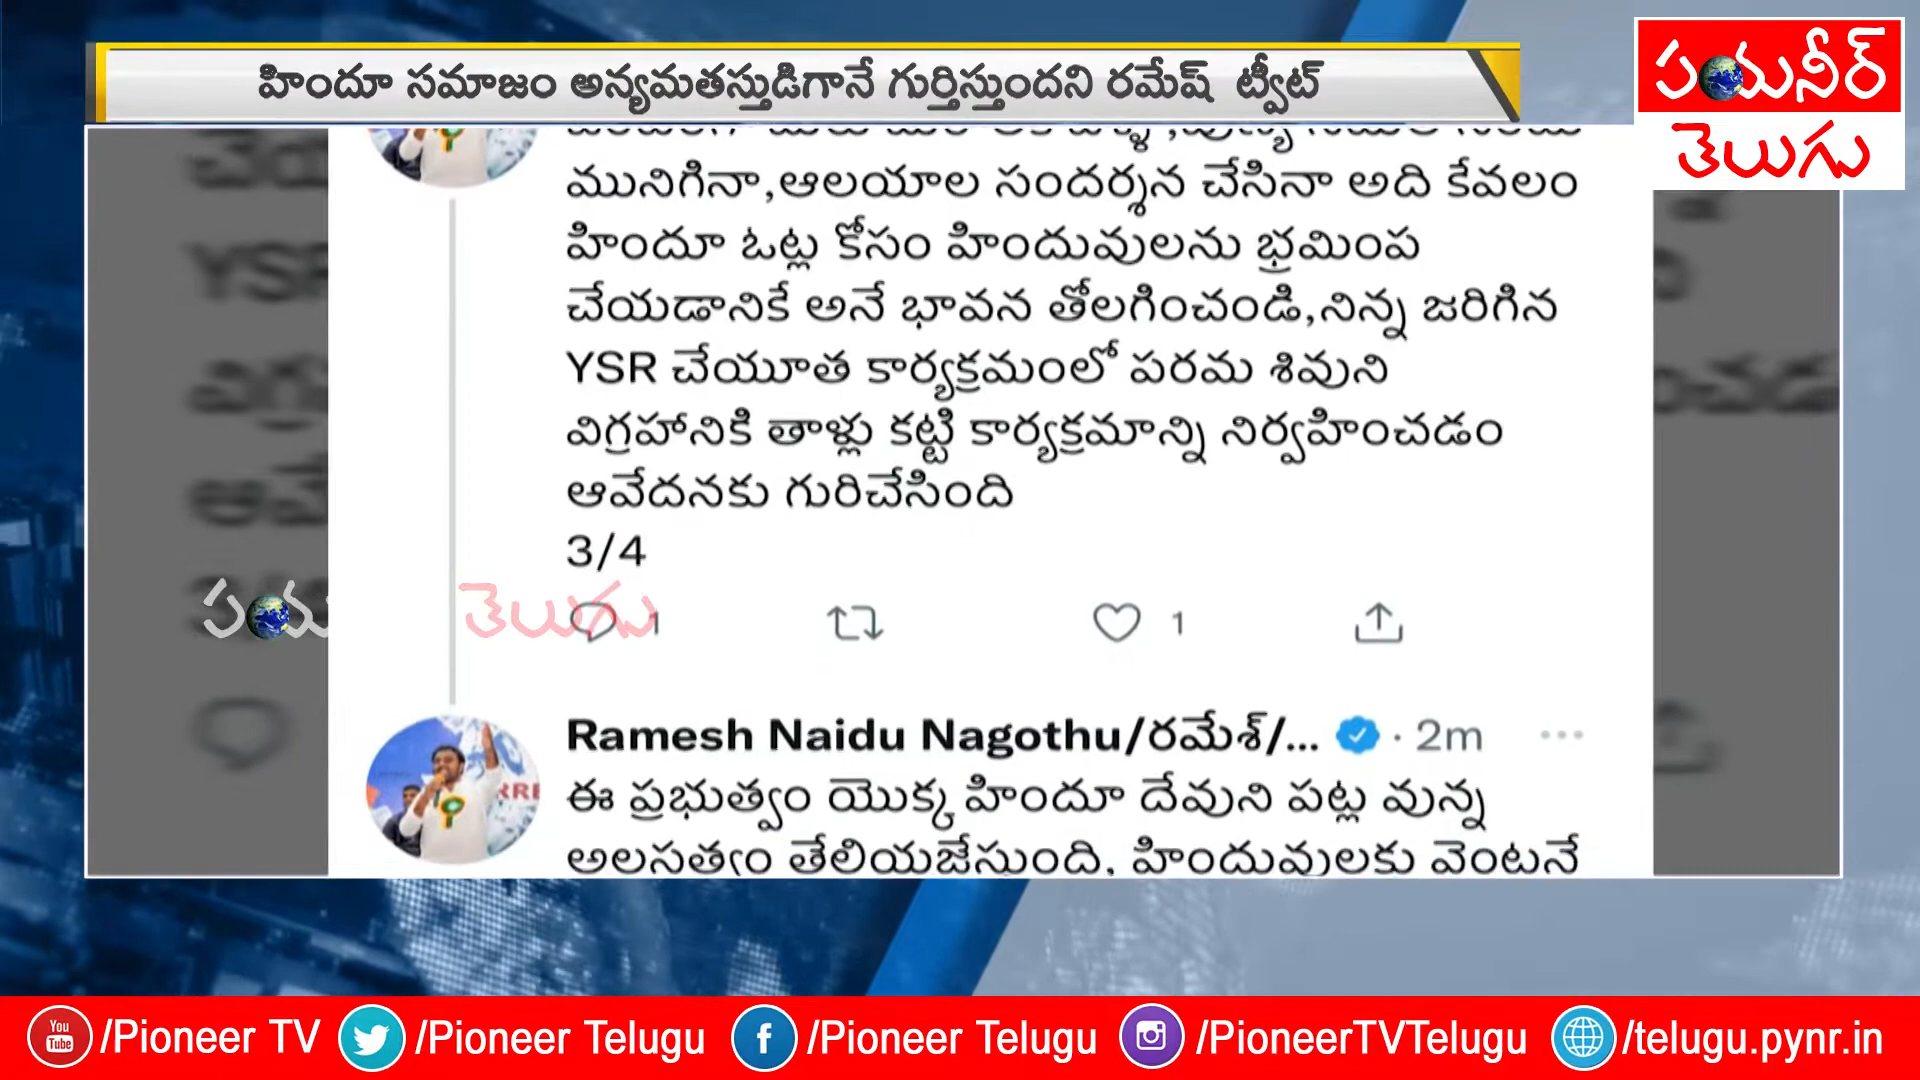 హిందూ సమాజం అన్యమతస్తుడిగానే గుర్తిస్తుందని రమేష్ ట్వీట్
పయనీర్
తెలుగు
మునిగినా,ఆలయాల సందర్శన చేసినా అది కేవలం
హిందూ ఓట్ల కోసం హిందువులను భ్రమింప
చేయడానికే అనే భావన తోలగించండి,నిన్న జరిగిన
YSR చేయూత కార్యక్రమంలో పరమ శివుని
విగ్రహానికి తాళ్లు కట్టి కార్యక్రమాన్ని నిర్వహించడం
ఆవేదనకు గురిచేసింది
3/4
తెలుగు
1
1
Ramesh Naidu Nagothu/రమేశ్/... · 2m
ఈ ప్రభుత్వం యొక్క హిందూ దేవుని పట్ల వున్న
అలసత్వం తేలియజేస్తుంది, హిందువులకు వెంటనే
You Tube /Pioneer TV /Pioneer Telugu /Pioneer Telugu /PioneerTVTelugu /telugu.pynr.in